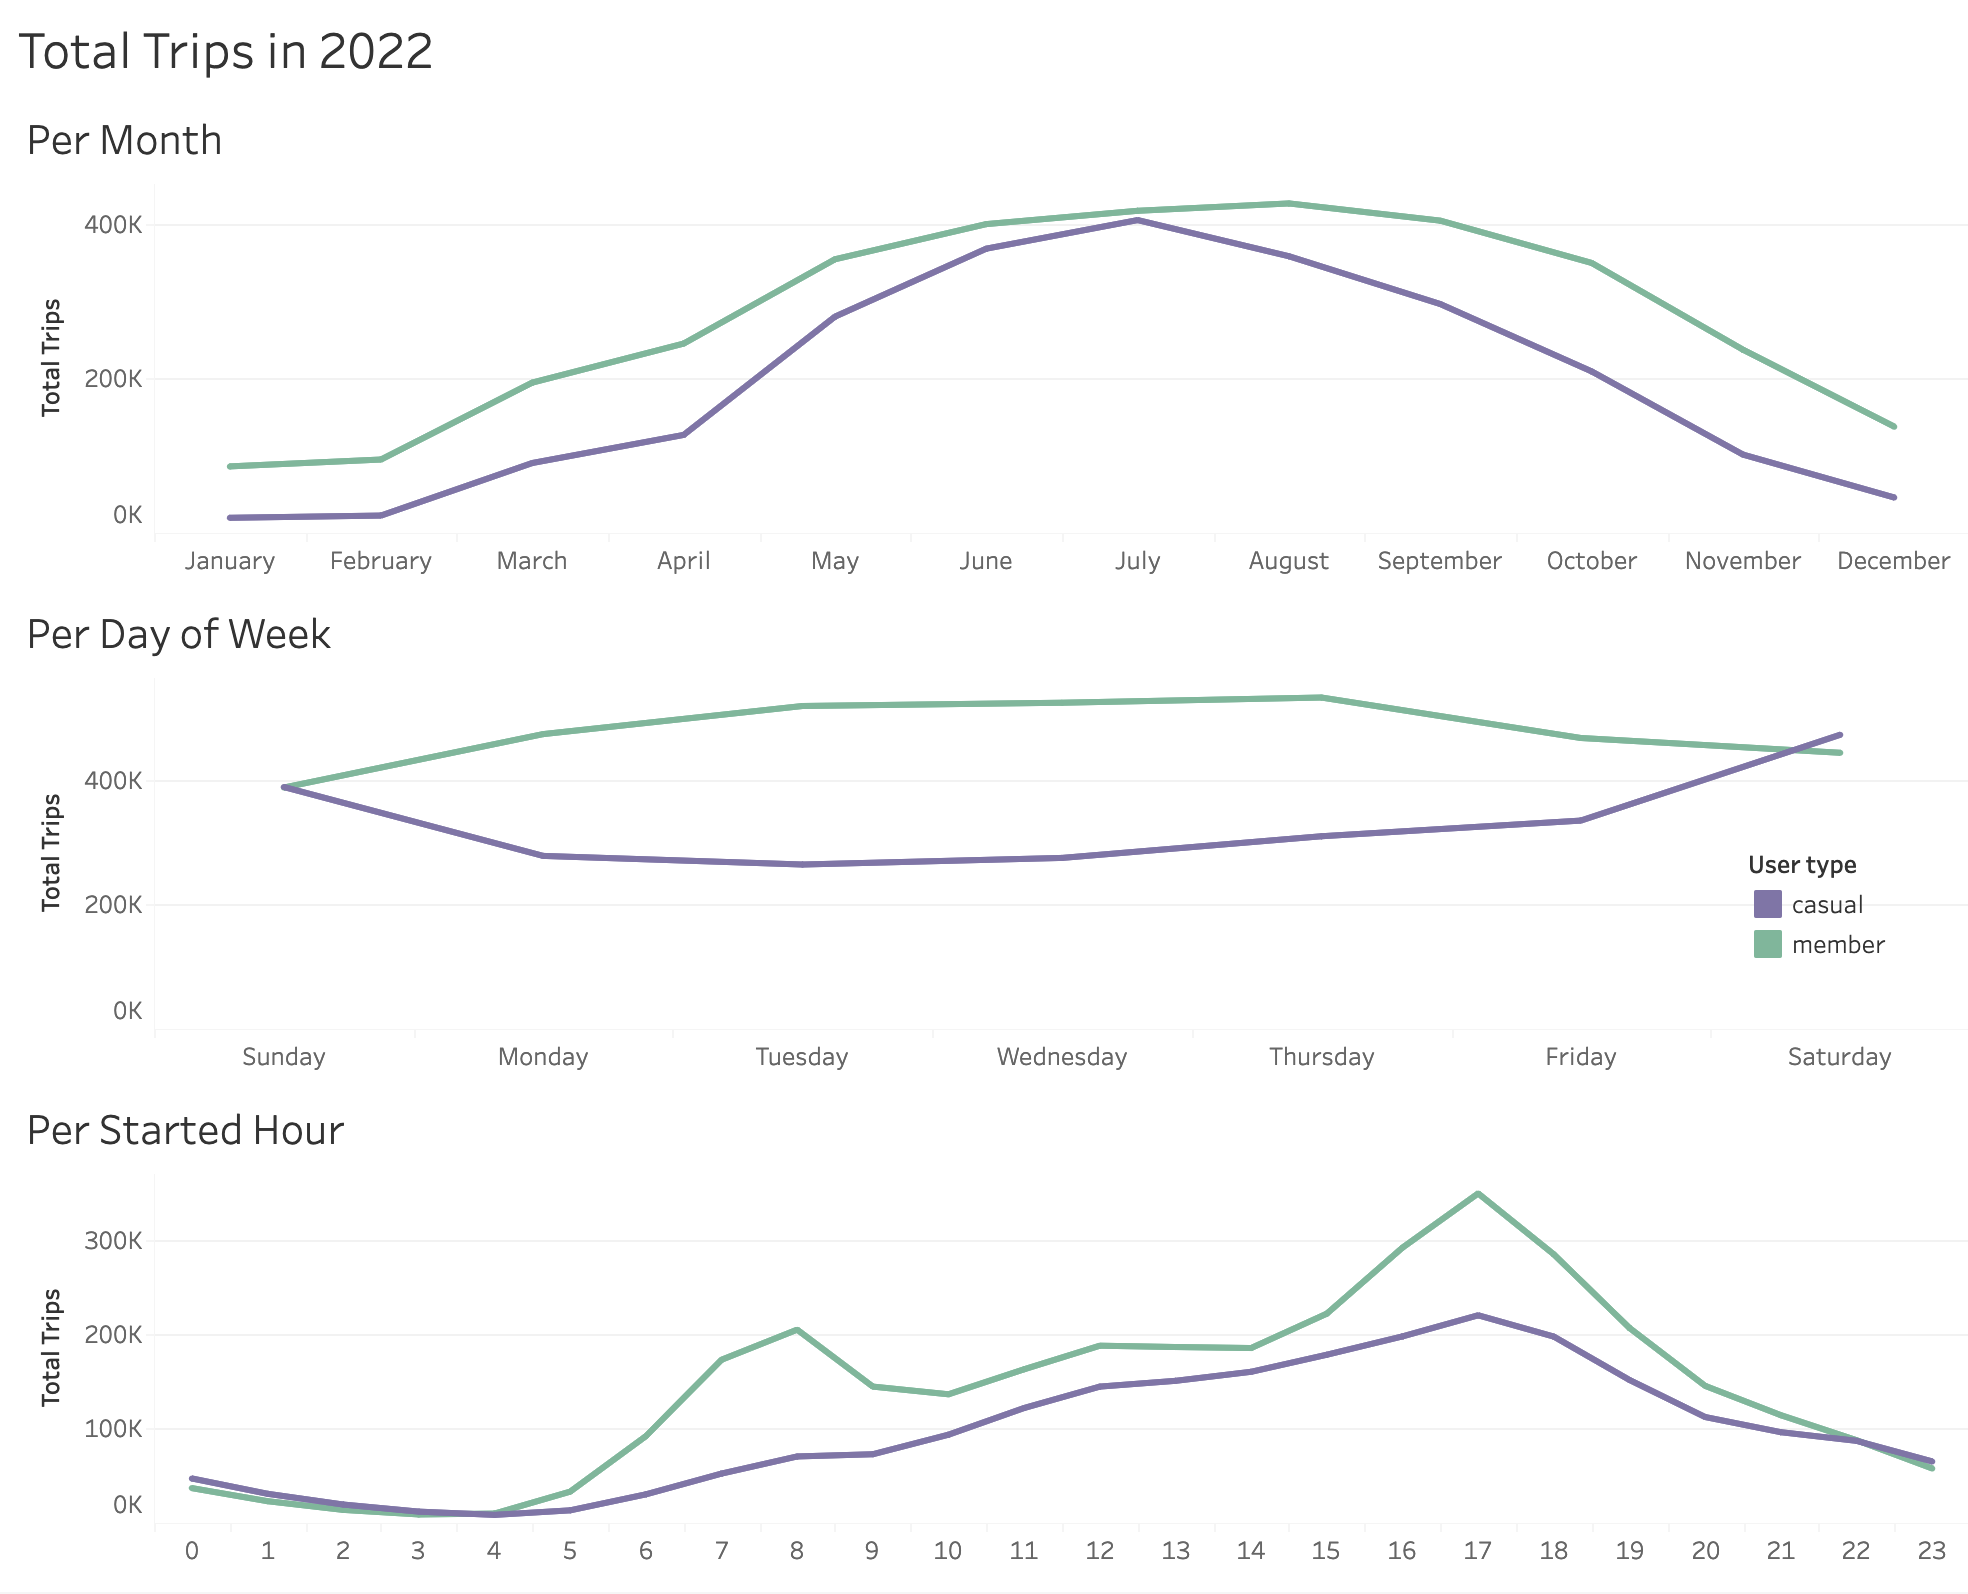 Total Trips in 2022
Per Month
Total Trips
400K
200K
0K
January February March April May June July August September October November December
Per Day of Week
Total Trips
400K
200K
0K
User type
casual
member
Sunday Monday Tuesday Wednesday Thursday Friday Saturday
Per Started Hour
Total Trips
300K
200K
100K
0K
0 1 2 3 4 5 6 7 8 9 10 11 12 13 14 15 16 17 18 19 20 21 22 23